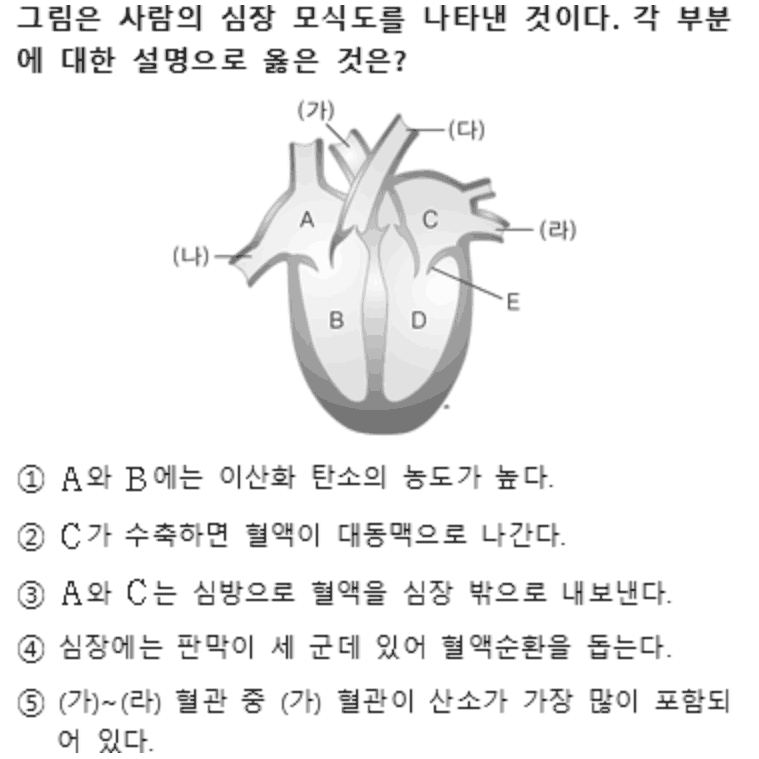 그림은 사람의 심장 모식도를 나타낸 것이다. 각 부분
에 대한 설명으로 옳은 것은?
(가)
(다)
A
C
(나)
(라)
E
B
D
① A와 B에는 이산화 탄소의 농도가 높다.
② C가 수축하면 혈액이 대동맥으로 나간다.
③ A와 C는 심방으로 혈액을 심장 밖으로 내보낸다.
④ 심장에는 판막이 세 군데 있어 혈액순환을 돕는다.
⑤ (가)~(라) 혈관 중 (가) 혈관이 산소가 가장 많이 포함되
어 있다.